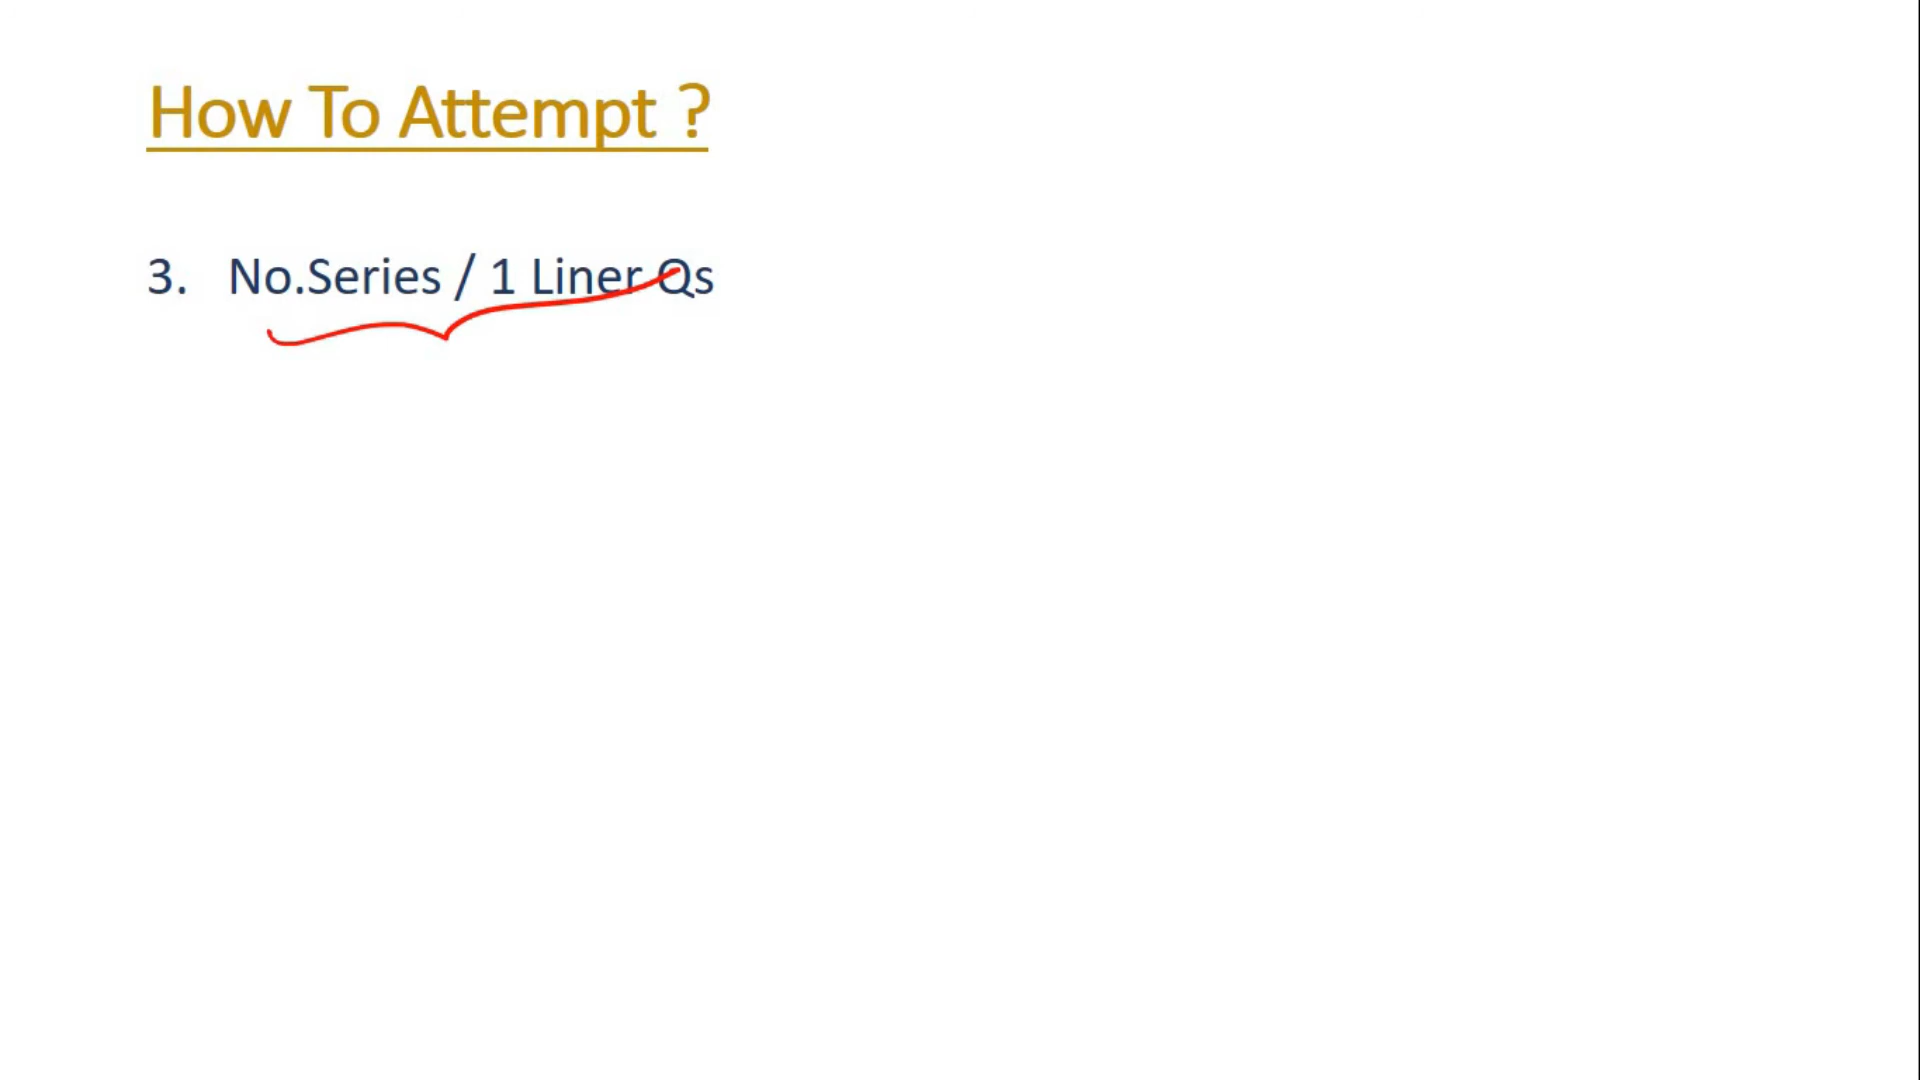 How To Attempt ?
3. No.Series / 1 Liner Qs